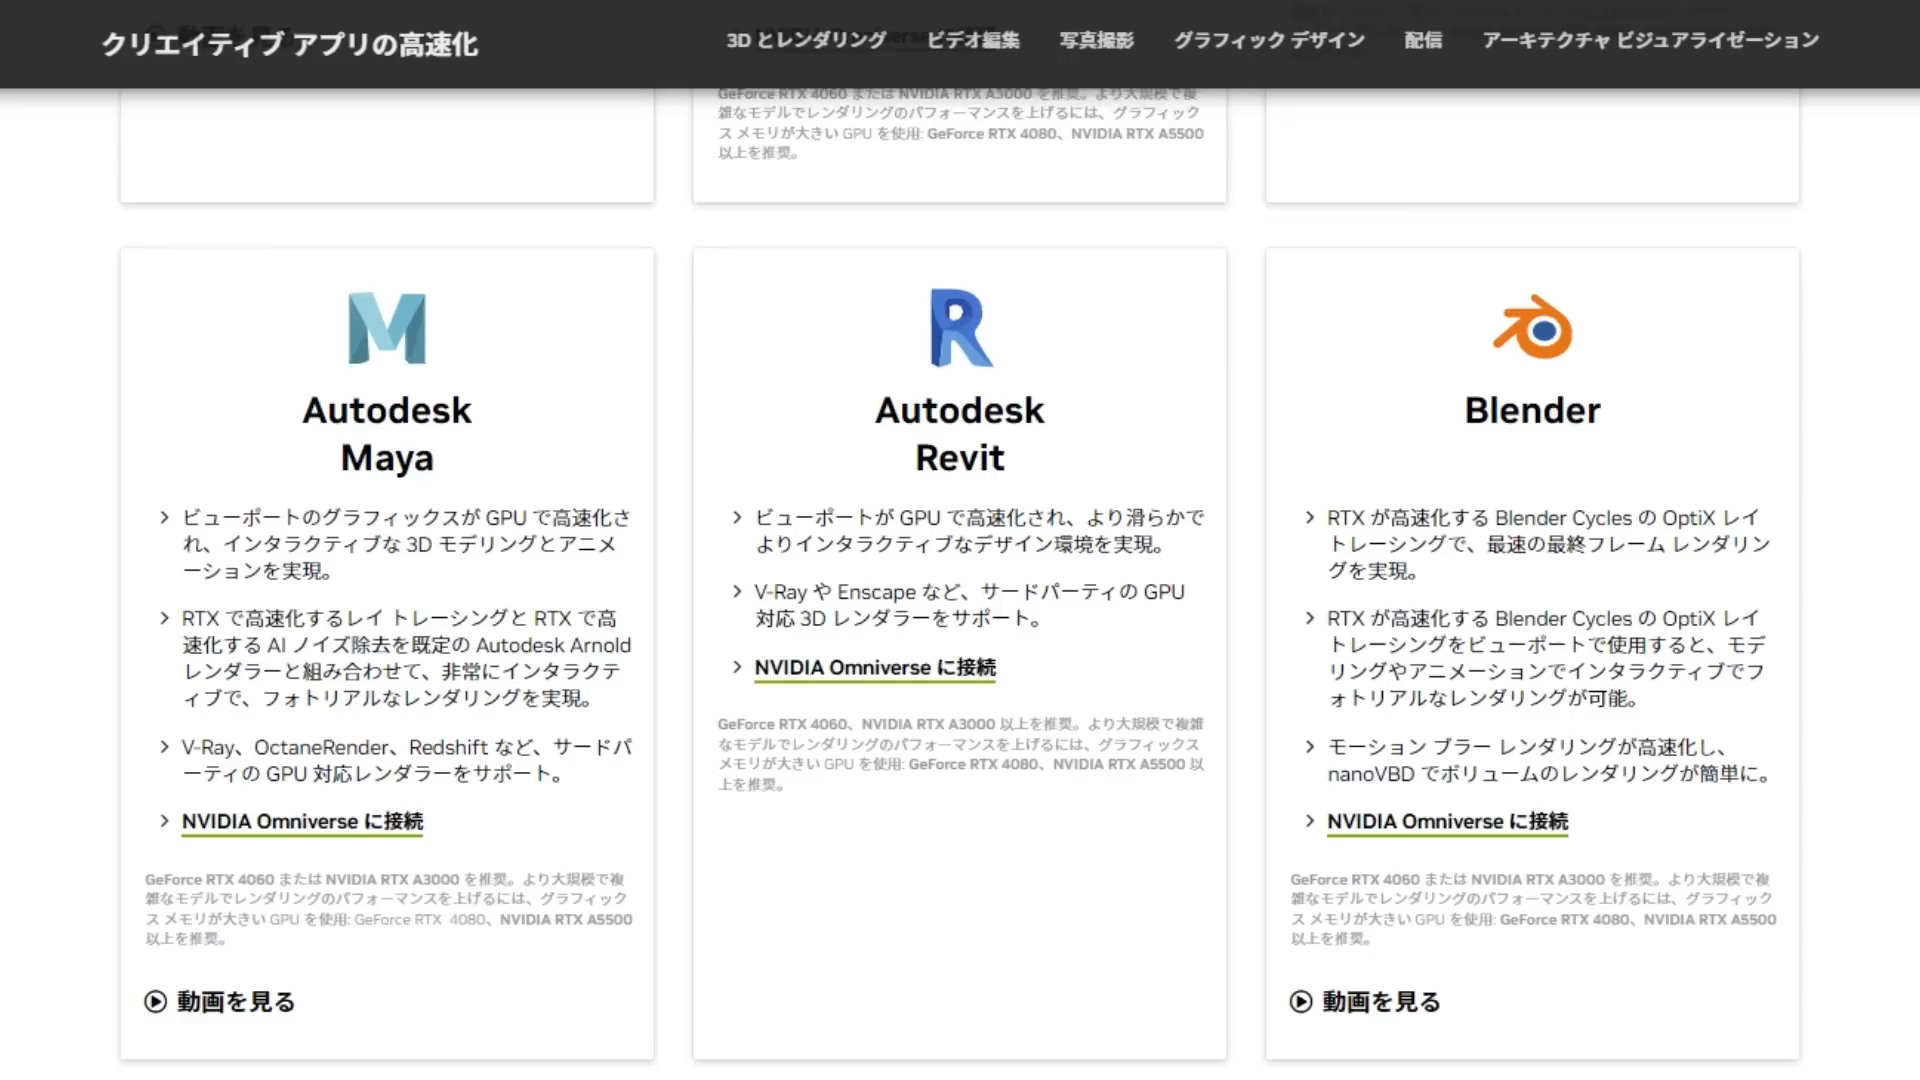 クリエイティブ アプリの高速化
3D とレンダリング
ビデオ編集
写真撮影
グラフィック デザイン
配信
アーキテクチャ ビジュアライゼーション
GeForce RTX 4060 または NVIDIA RTX A3000 を推奨。より大規模で複
雑なモデルでレンダリングのパフォーマンスを上げるには、グラフィック
ス メモリが大きい GPU を使用: GeForce RTX 4080、NVIDIA RTX A5500
以上を推奨。
Autodesk
Maya
ビューポートのグラフィックスが GPU で高速化さ
れ、インタラクティブな 3D モデリングとアニメ
ーションを実現。
RTX で高速化するレイ トレーシングと RTX で高
速化する AI ノイズ除去を既定の Autodesk Arnold
レンダラーと組み合わせて、非常にインタラクテ
ィブで、フォトリアルなレンダリングを実現。
V-Ray、OctaneRender、Redshift など、サードパ
ーティの GPU 対応レンダラーをサポート。
NVIDIA Omniverse に接続
GeForce RTX 4060 または NVIDIA RTX A3000 を推奨。より大規模で複
雑なモデルでレンダリングのパフォーマンスを上げるには、グラフィック
ス メモリが大きい GPU を使用: GeForce RTX 4080、NVIDIA RTX A5500
以上を推奨。
動画を見る
Autodesk
Revit
ビューポートが GPU で高速化され、より滑らかで
よりインタラクティブなデザイン環境を実現。
V-Ray や Enscape など、サードパーティの GPU
対応 3D レンダラーをサポート。
NVIDIA Omniverse に接続
GeForce RTX 4060、NVIDIA RTX A3000 以上を推奨。より大規模で複雑
なモデルでレンダリングのパフォーマンスを上げるには、グラフィックス
メモリが大きい GPU を使用: GeForce RTX 4080、NVIDIA RTX A5500 以
上を推奨。
Blender
RTX が高速化する Blender Cycles の OptiX レイ
トレーシングで、最速の最終フレーム レンダリン
グを実現。
RTX が高速化する Blender Cycles の OptiX レイ
トレーシングをビューポートで使用すると、モデ
リングやアニメーションでインタラクティブでフ
ォトリアルなレンダリングが可能。
モーション ブラー レンダリングが高速化し、
nanoVBD でボリュームのレンダリングが簡単に。
NVIDIA Omniverse に接続
GeForce RTX 4060 または NVIDIA RTX A3000 を推奨。より大規模で複
雑なモデルでレンダリングのパフォーマンスを上げるには、グラフィック
ス メモリが大きい GPU を使用: GeForce RTX 4080、NVIDIA RTX A5500
以上を推奨。
動画を見る